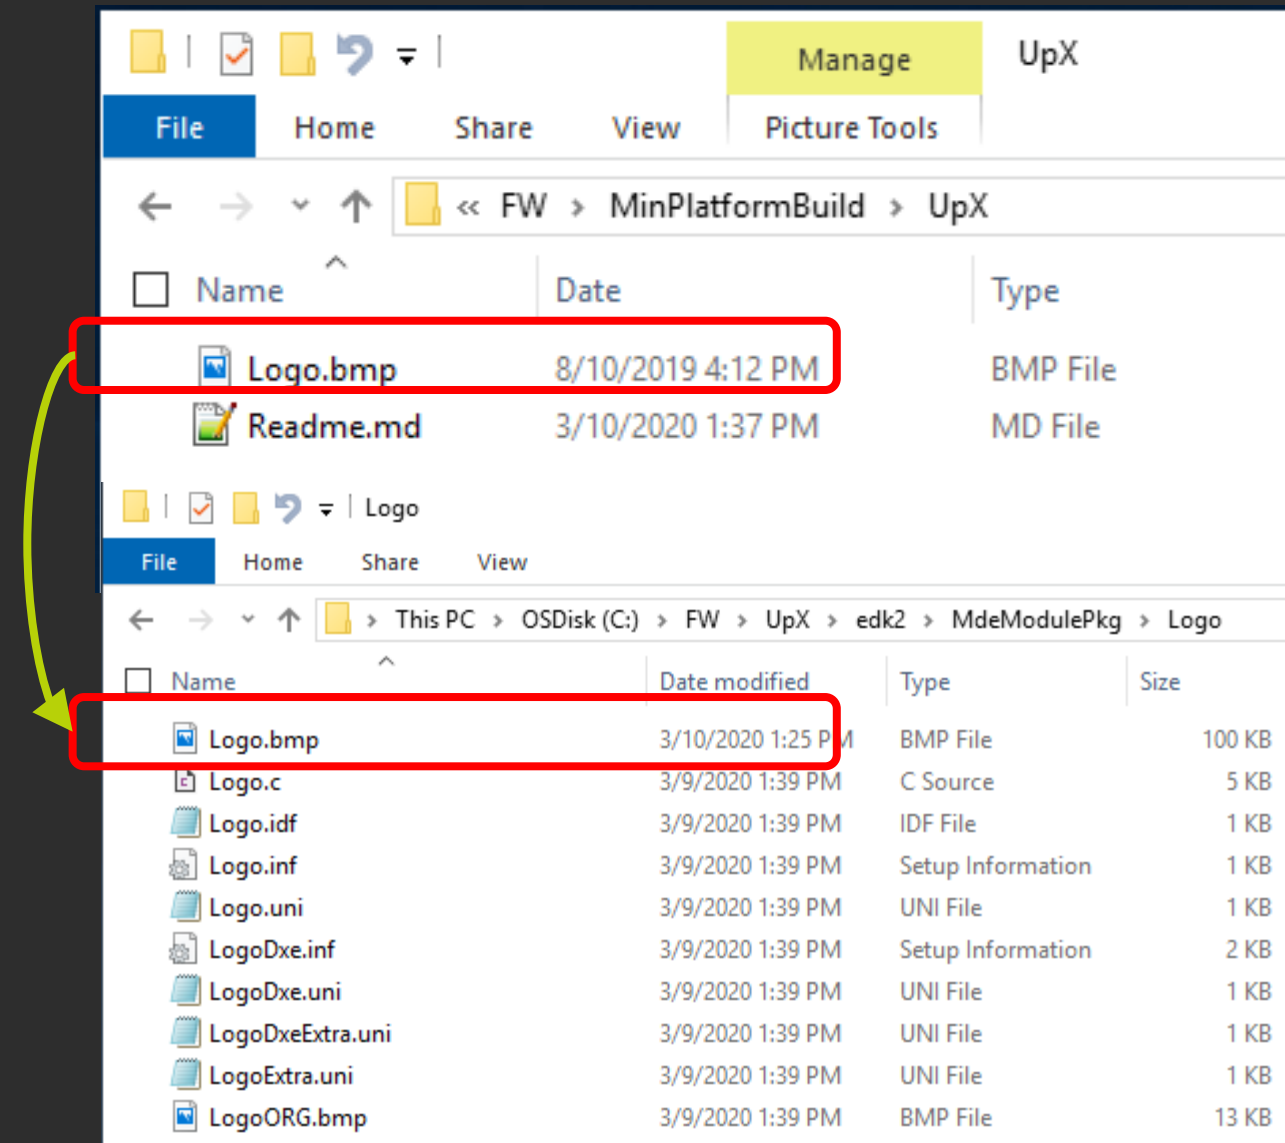 Manage UpX
File Home Share View Picture Tools
« FW > MinPlatformBuild > UpX
Name Date Type
Logo.bmp 8/10/2019 4:12 PM BMP File
Readme.md 3/10/2020 1:37 PM MD File
Logo
File Home Share View
> This PC > OSDisk (C:) > FW > UpX > edk2 > MdeModulePkg > Logo
Name Date modified Type Size
Logo.bmp 3/10/2020 1:25 PM BMP File 100 KB
Logo.c 3/9/2020 1:39 PM C Source 5 KB
Logo.idf 3/9/2020 1:39 PM IDF File 1 KB
Logo.inf 3/9/2020 1:39 PM Setup Information 1 KB
Logo.uni 3/9/2020 1:39 PM UNI File 1 KB
LogoDxe.inf 3/9/2020 1:39 PM Setup Information 2 KB
LogoDxe.uni 3/9/2020 1:39 PM UNI File 1 KB
LogoDxeExtra.uni 3/9/2020 1:39 PM UNI File 1 KB
LogoExtra.uni 3/9/2020 1:39 PM UNI File 1 KB
LogoORG.bmp 3/9/2020 1:39 PM BMP File 13 KB